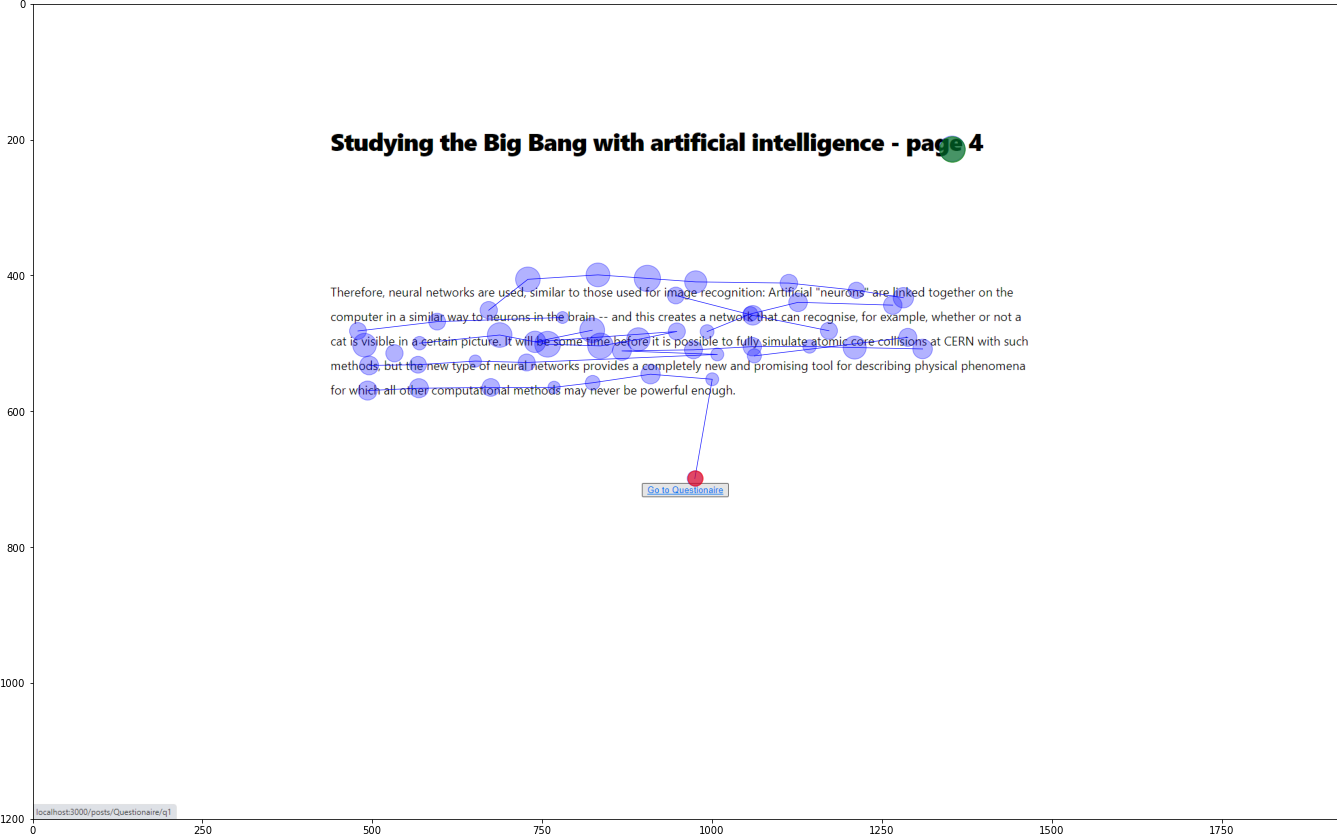 0
200
400
600
800
1000
1200
Studying the Big Bang with artificial intelligence - page 4
Therefore, neural networks are used, similar to those used for image recognition: Artificial "neurons" are linked together on the
computer in a similar way to neurons in the brain -- and this creates a network that can recognise, for example, whether or not a
cat is visible in a certain picture. It will be some time before it is possible to fully simulate atomic core collisions at CERN with such
methods, but the new type of neural networks provides a completely new and promising tool for describing physical phenomena
for which all other computational methods may never be powerful enough.
Go to Questionaire
localhost:3000/posts/Questionaire/q1
0 250 500 750 1000 1250 1500 1750